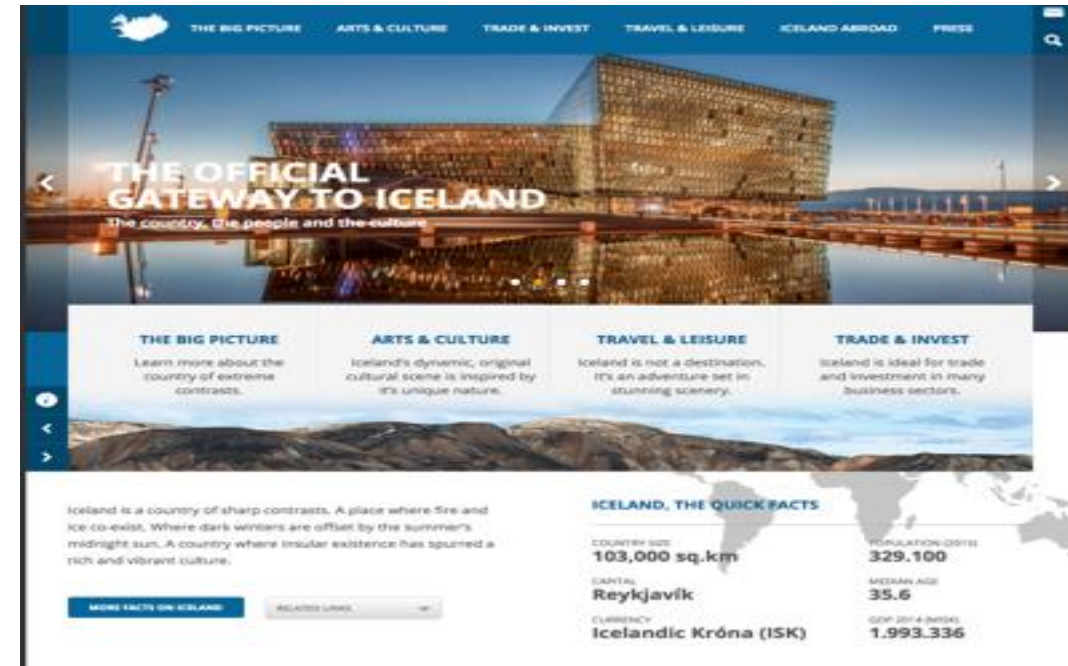 THE BIG PICTURE ARTS & CULTURE TRADE & INVEST TRAVEL & LEISURE ICELAND ABROAD PRESS
THE OFFICIAL
GATEWAY TO ICELAND
The country, the people and the culture
THE BIG PICTURE
Learn more about the
country of extreme
contrasts.
ARTS & CULTURE
Iceland's dynamic, original
cultural scene is inspired by
it's unique nature.
TRAVEL & LEISURE
Iceland is not a destination.
It's an adventure set in
stunning scenery.
TRADE & INVEST
Iceland is ideal for trade
and investment in many
business sectors.
Iceland is a country of sharp contrasts. A place where fire and
ice co-exist. Where dark winters are offset by the summer's
midnight sun. A country where insular existence has spurred a
rich and vibrant culture.
MORE FACTS ON ICELAND
RELATED LINKS
ICELAND, THE QUICK FACTS
COUNTRY SIZE
103,000 sq.km
POPULATION (2015)
329.100
CAPITAL
Reykjavík
MEDIAN AGE
35.6
CURRENCY
Icelandic Króna (ISK)
GDP 2014 (MISK)
1.993.336